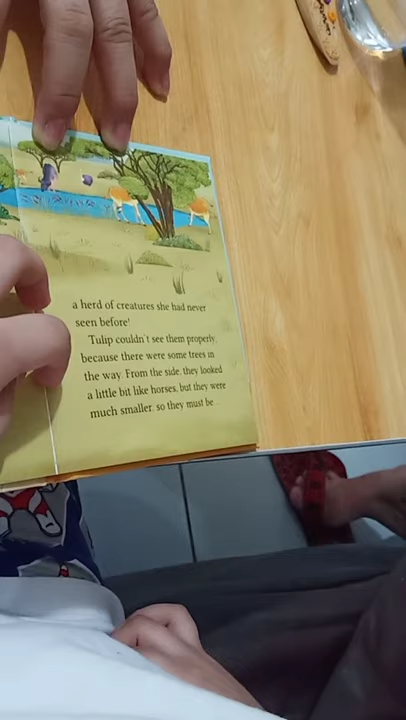 a herd of creatures she had never
seen before!
Tulip couldn't see them properly,
because there were some trees in
the way. From the side, they looked
a little bit like horses, but they were
much smaller, so they must be...